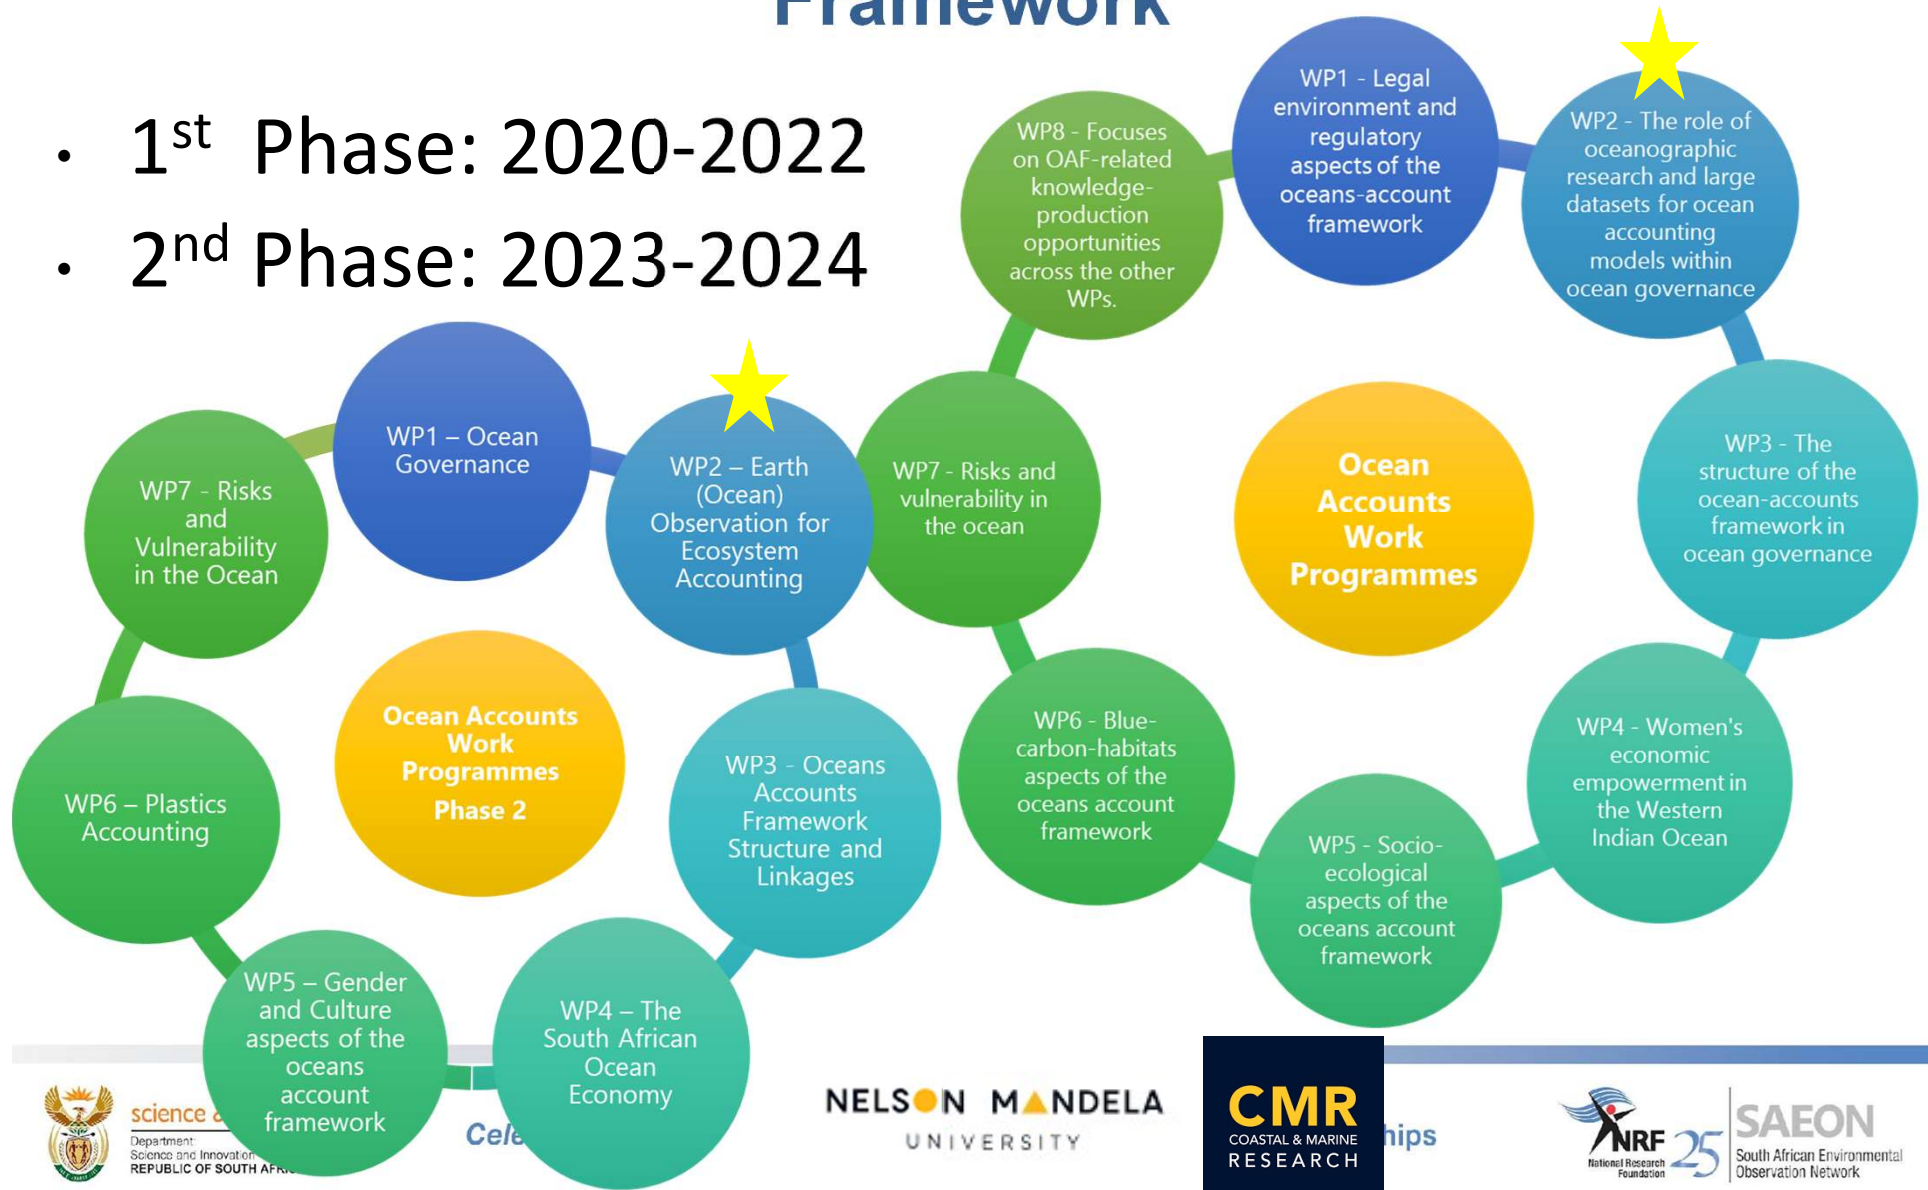 Framework
• 1st Phase: 2020-2022
• 2nd Phase: 2023-2024
WP1 - Legal
environment and
regulatory
aspects of the
oceans-account
framework
WP2 - The role of
oceanographic
research and large
datasets for ocean
accounting
models within
ocean governance
WP3 - The
structure of the
ocean-accounts
framework in
ocean governance
WP4 - Women's
economic
empowerment in
the Western
Indian Ocean
WP5 - Socio-
ecological
aspects of the
oceans account
framework
WP6 - Blue-
carbon-habitats
aspects of the
oceans account
framework
WP7 - Risks and
vulnerability in
the ocean
WP8 - Focuses
on OAF-related
knowledge-
production
opportunities
across the other
WPs.
Ocean
Accounts
Work
Programmes
WP1 – Ocean
Governance
WP2 – Earth
(Ocean)
Observation for
Ecosystem
Accounting
WP3 - Oceans
Accounts
Framework
Structure and
Linkages
WP4 – The
South African
Ocean
Economy
WP5 – Gender
and Culture
aspects of the
oceans
account
framework
WP6 – Plastics
Accounting
WP7 - Risks
and
Vulnerability
in the Ocean
Ocean Accounts
Work
Programmes
Phase 2
science
Department:
Science and Innovation
REPUBLIC OF SOUTH
NELSON MANDELA
UNIVERSITY
CMR
COASTAL & MARINE
RESEARCH
hips
NRF
National Research
Foundation
25
SAEON
South African Environmental
Observation Network